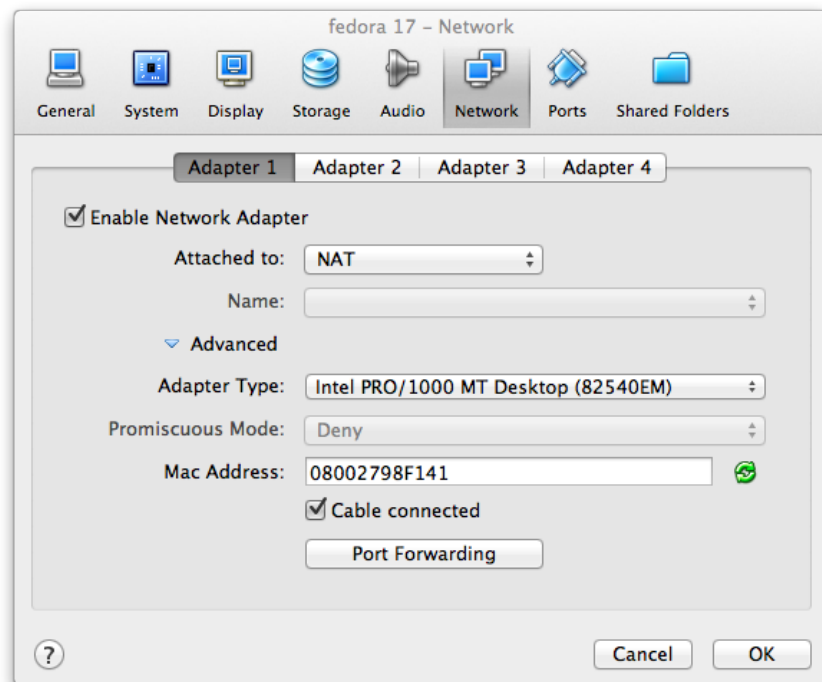 fedora 17 – Network
General System Display Storage Audio Network Ports Shared Folders
Adapter 1 Adapter 2 Adapter 3 Adapter 4
Enable Network Adapter
Attached to: NAT
Name:
Advanced
Adapter Type: Intel PRO/1000 MT Desktop (82540EM)
Promiscuous Mode: Deny
Mac Address: 08002798F141
Cable connected
Port Forwarding
? Cancel OK